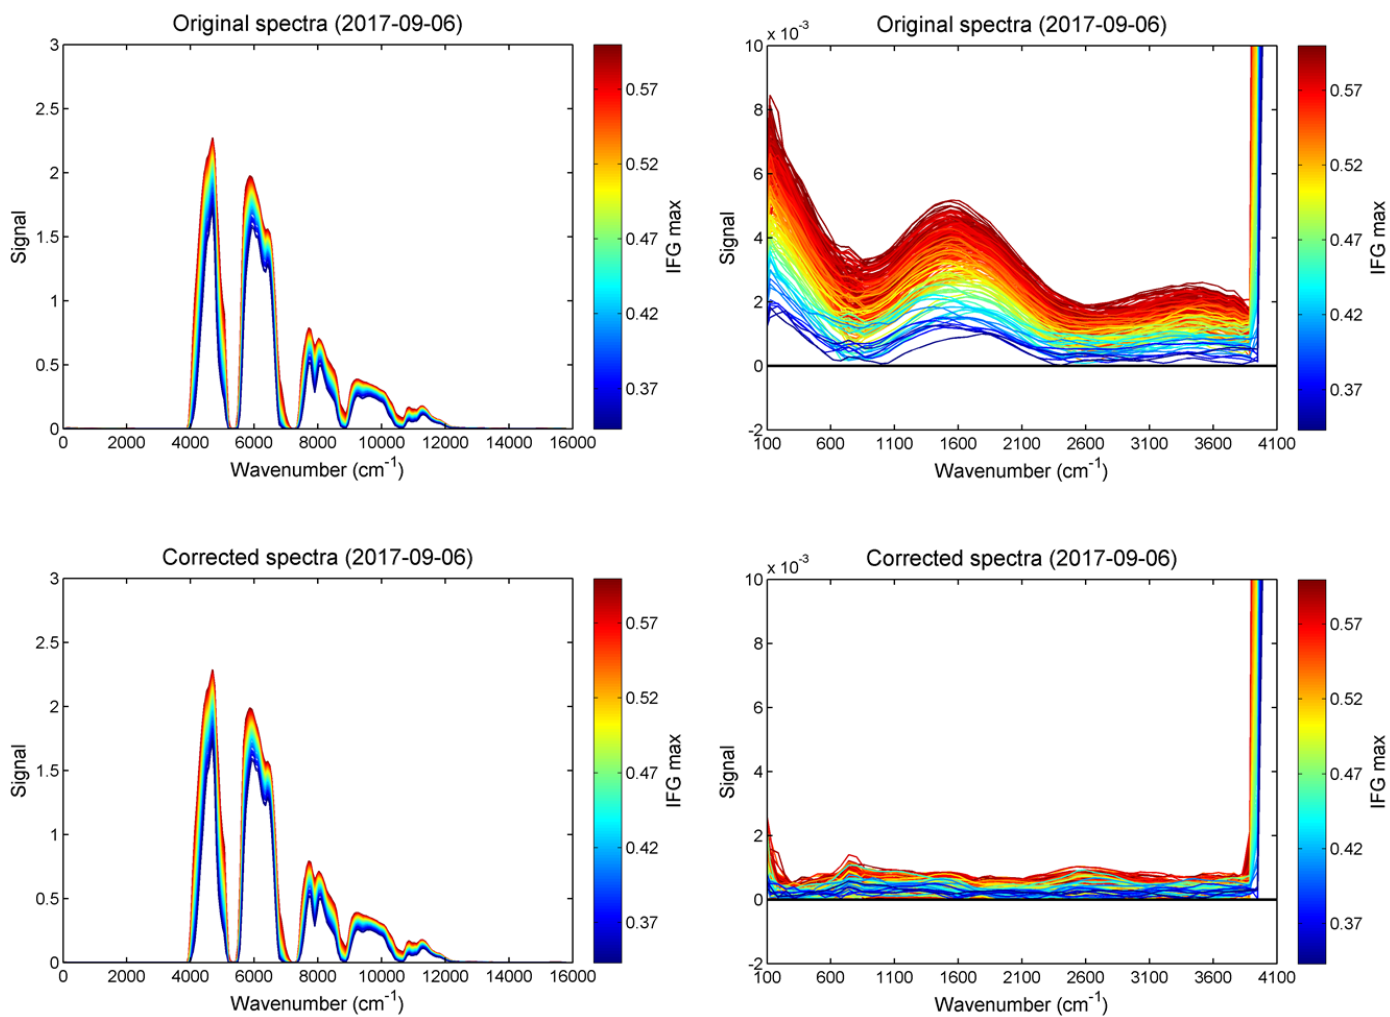 Original spectra (2017-09-06)
3
2.5
2
1.5
1
0.5
0
0 2000 4000 6000 8000 10000 12000 14000 16000
Signal
Wavenumber (cm⁻¹)
0.57
0.52
0.47
0.42
0.37
IFG max
Original spectra (2017-09-06)
x 10⁻³
10
8
6
4
2
0
-2
100 600 1100 1600 2100 2600 3100 3600 4100
Signal
Wavenumber (cm⁻¹)
0.57
0.52
0.47
0.42
0.37
IFG max
Corrected spectra (2017-09-06)
3
2.5
2
1.5
1
0.5
0
0 2000 4000 6000 8000 10000 12000 14000 16000
Signal
Wavenumber (cm⁻¹)
0.57
0.52
0.47
0.42
0.37
IFG max
Corrected spectra (2017-09-06)
x 10⁻³
10
8
6
4
2
0
-2
100 600 1100 1600 2100 2600 3100 3600 4100
Signal
Wavenumber (cm⁻¹)
0.57
0.52
0.47
0.42
0.37
IFG max